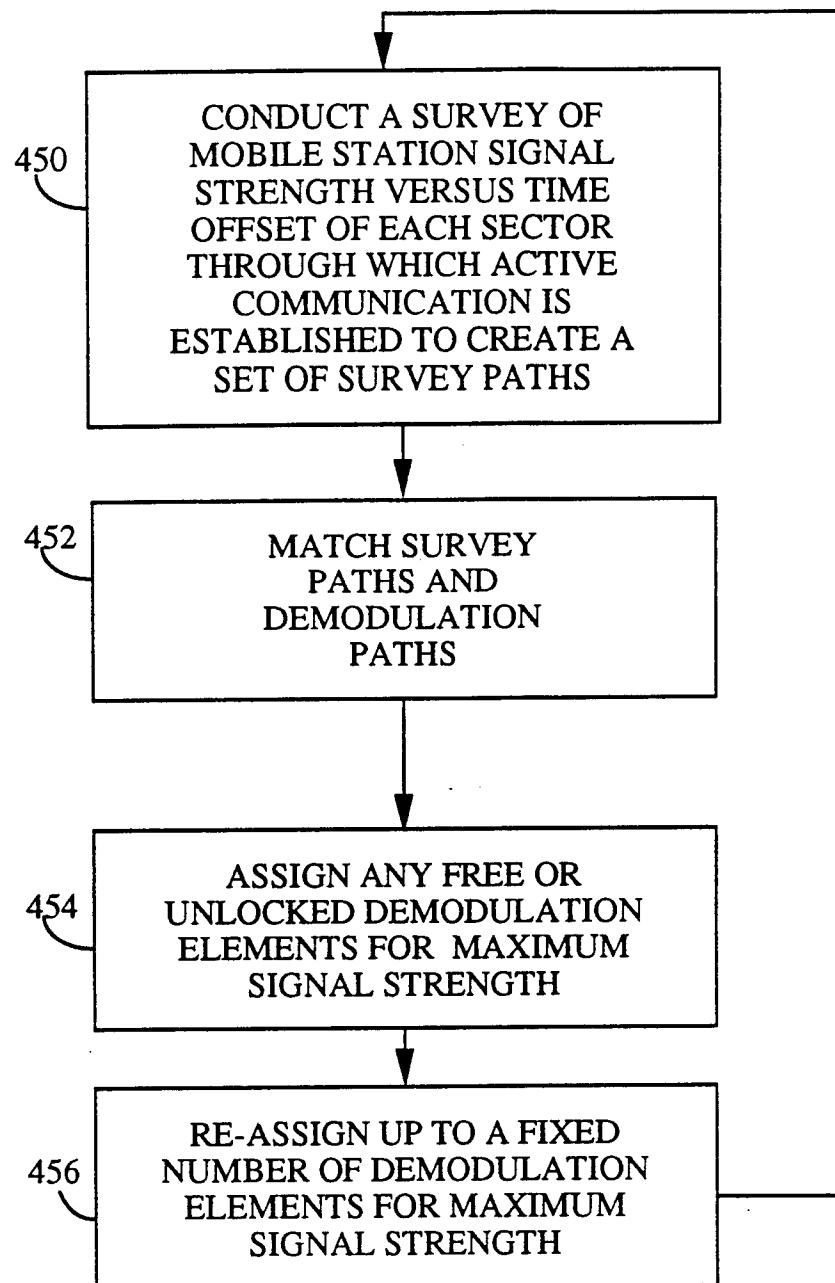 450
CONDUCT A SURVEY OF
MOBILE STATION SIGNAL
STRENGTH VERSUS TIME
OFFSET OF EACH SECTOR
THROUGH WHICH ACTIVE
COMMUNICATION IS
ESTABLISHED TO CREATE A
SET OF SURVEY PATHS
452
MATCH SURVEY
PATHS AND
DEMODULATION
PATHS
454
ASSIGN ANY FREE OR
UNLOCKED DEMODULATION
ELEMENTS FOR MAXIMUM
SIGNAL STRENGTH
456
RE-ASSIGN UP TO A FIXED
NUMBER OF DEMODULATION
ELEMENTS FOR MAXIMUM
SIGNAL STRENGTH